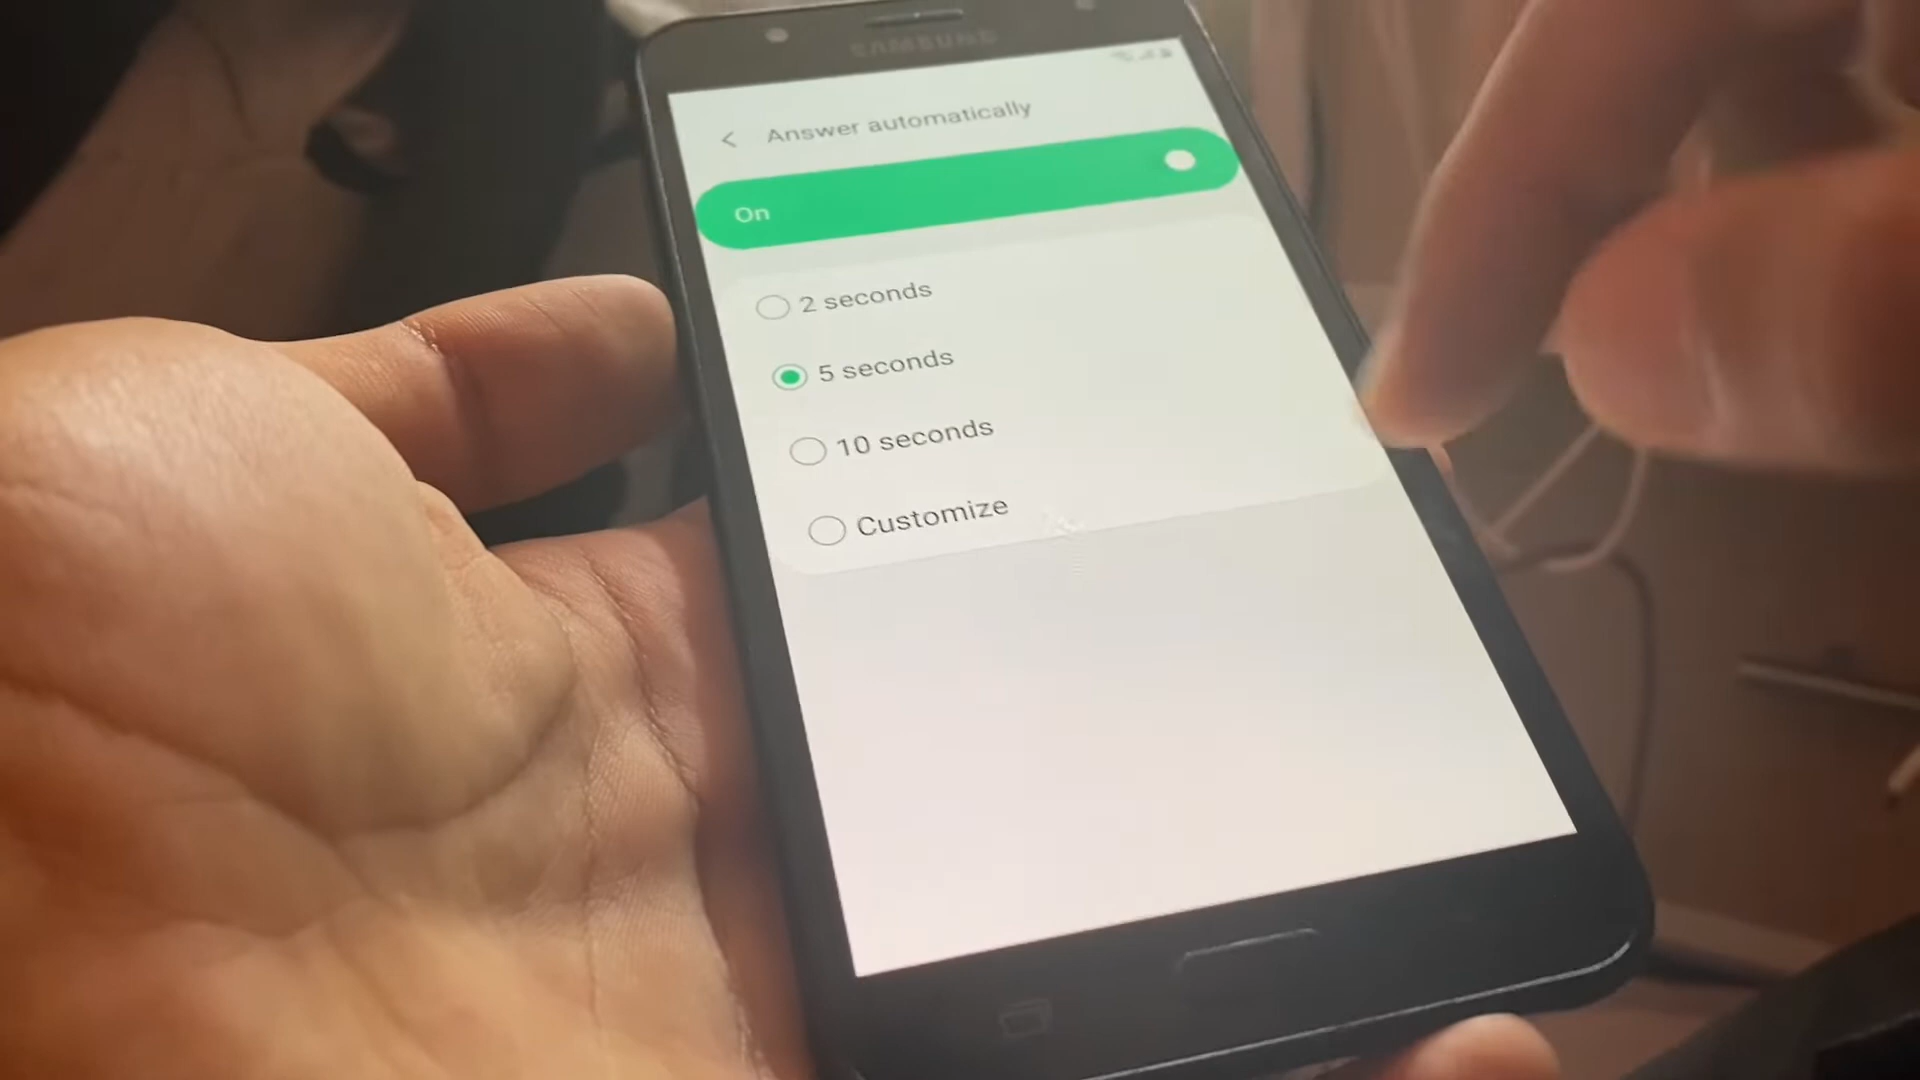 SAMSUNG
Answer automatically
On
2 seconds
5 seconds
10 seconds
Customize